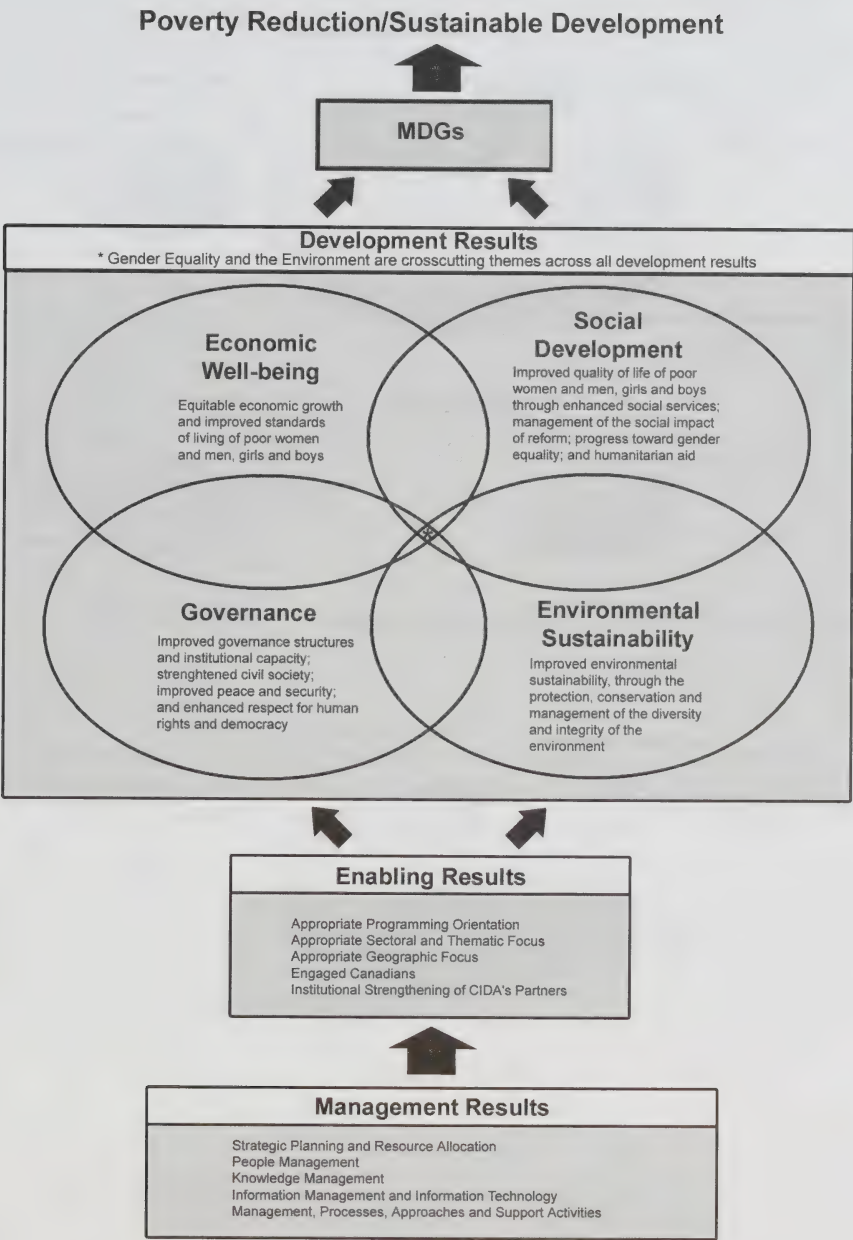 Poverty Reduction/Sustainable Development
MDGs
Development Results
* Gender Equality and the Environment are crosscutting themes across all development results
Economic
Well-being
Equitable economic growth
and improved standards
of living of poor women
and men, girls and boys
Social
Development
Improved quality of life of poor
women and men, girls and boys
through enhanced social services;
management of the social impact
of reform; progress toward gender
equality; and humanitarian aid
*
Governance
Improved governance structures
and institutional capacity;
strenghtened civil society;
improved peace and security;
and enhanced respect for human
rights and democracy
Environmental
Sustainability
Improved environmental
sustainability, through the
protection, conservation and
management of the diversity
and integrity of the
environment
Enabling Results
Appropriate Programming Orientation
Appropriate Sectoral and Thematic Focus
Appropriate Geographic Focus
Engaged Canadians
Institutional Strengthening of CIDA's Partners
Management Results
Strategic Planning and Resource Allocation
People Management
Knowledge Management
Information Management and Information Technology
Management, Processes, Approaches and Support Activities